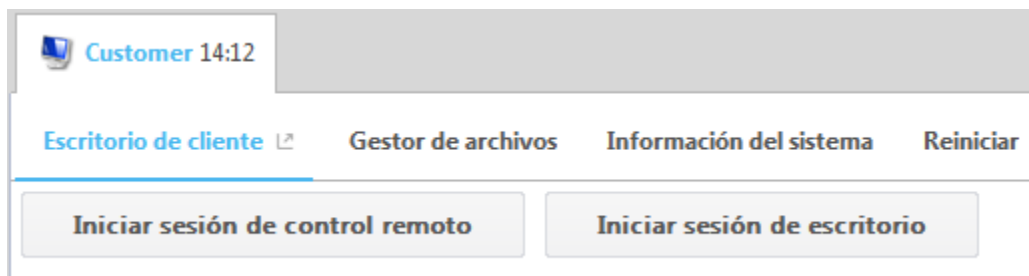 Customer 14:12
Escritorio de cliente Gestor de archivos Información del sistema Reiniciar
Iniciar sesión de control remoto Iniciar sesión de escritorio